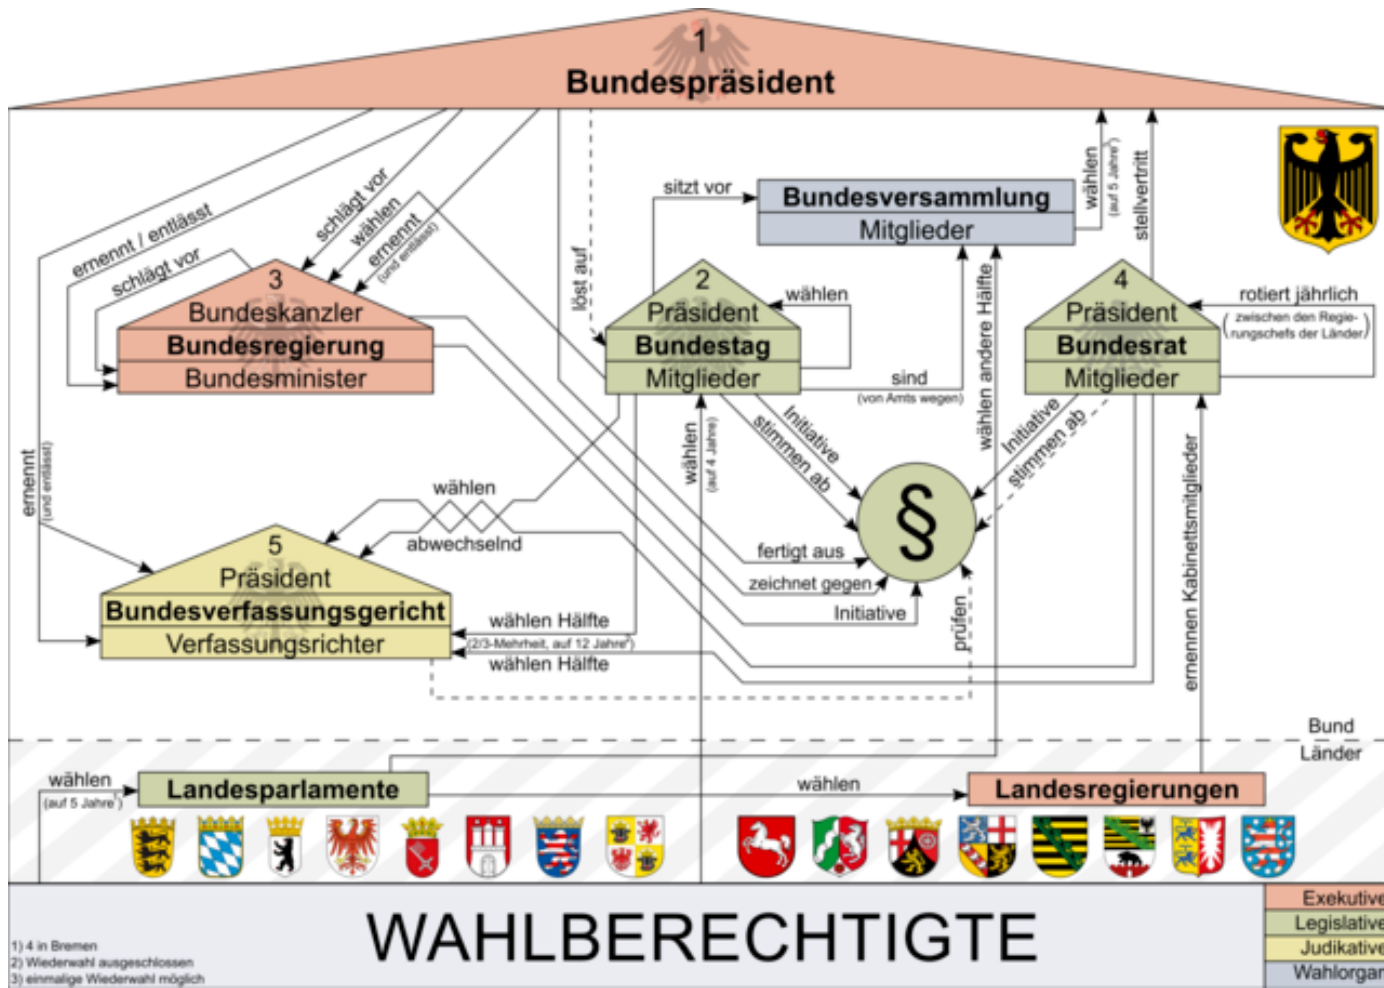 1
Bundespräsident
ernennt / entlässt
schlägt vor
schlägt vor
wählen
ernennt
(und entlässt)
löst auf
sitzt vor
Bundesversammlung
Mitglieder
wählen
(auf 5 Jahre³)
stellvertritt
3
Bundeskanzler
Bundesregierung
Bundesminister
2
Präsident
Bundestag
Mitglieder
wählen
sind
(von Amts wegen)
wählen andere Hälfte
4
Präsident
Bundesrat
Mitglieder
rotiert jährlich
(zwischen den Regie-
rungschefs der Länder)
wählen
(auf 4 Jahre)
Initiative
stimmen ab
Initiative
stimmen ab
§
ernennen Kabinettsmitglieder
ernennt
(und entlässt)
wählen
abwechselnd
5
Präsident
Bundesverfassungsgericht
Verfassungsrichter
fertigt aus
zeichnet gegen
Initiative
prüfen
wählen Hälfte
(2/3-Mehrheit, auf 12 Jahre²)
wählen Hälfte
Bund
Länder
wählen
(auf 5 Jahre¹)
Landesparlamente
wählen
Landesregierungen
WAHLBERECHTIGTE
1) 4 in Bremen
2) Wiederwahl ausgeschlossen
3) einmalige Wiederwahl möglich
Exekutive
Legislative
Judikative
Wahlorgan